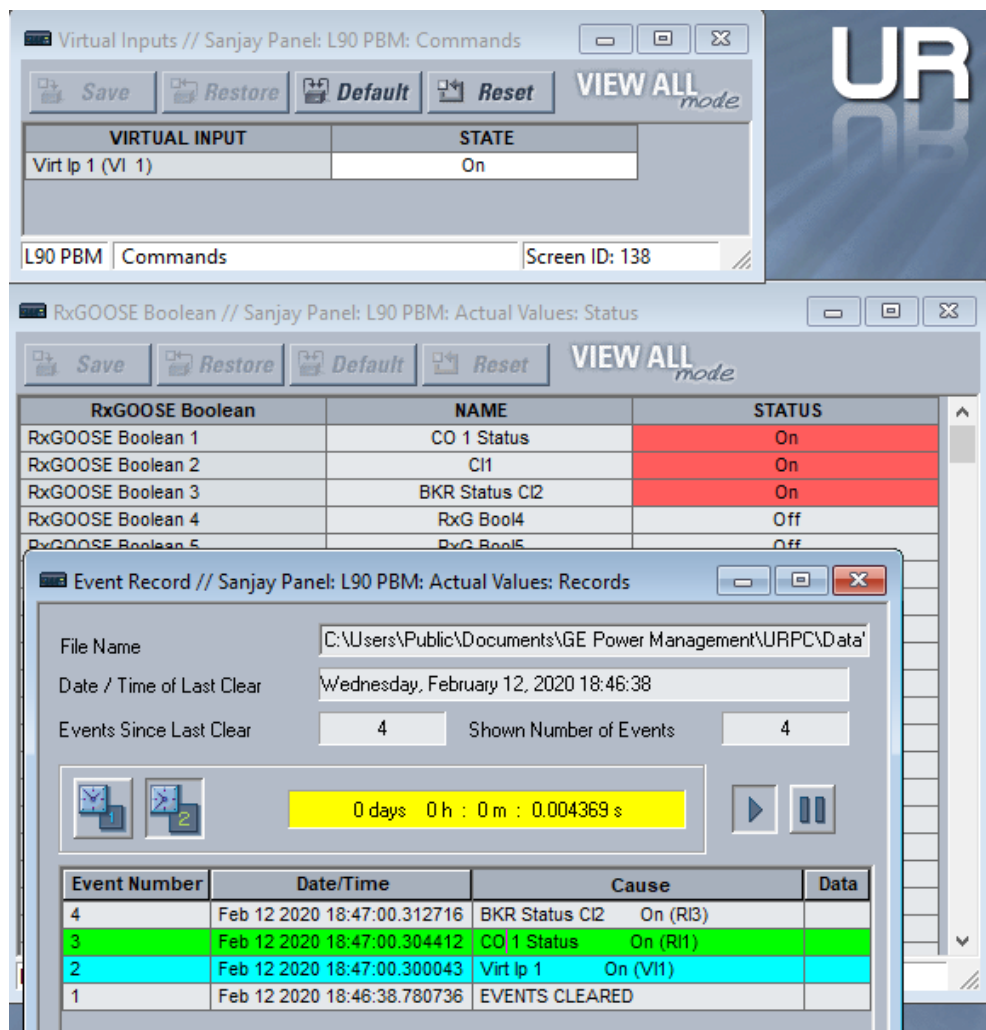 Virtual Inputs // Sanjay Panel: L90 PBM: Commands
UR
Save Restore Default Reset VIEW ALL mode
VIRTUAL INPUT STATE
Virt Ip 1 (VI 1) On
L90 PBM Commands Screen ID: 138
RxGOOSE Boolean // Sanjay Panel: L90 PBM: Actual Values: Status
Save Restore Default Reset VIEW ALL mode
RxGOOSE Boolean NAME STATUS
RxGOOSE Boolean 1 CO 1 Status On
RxGOOSE Boolean 2 CI1 On
RxGOOSE Boolean 3 BKR Status CI2 On
RxGOOSE Boolean 4 RxG Bool4 Off
RxGOOSE Boolean 5 RxG Bool5 Off
Event Record // Sanjay Panel: L90 PBM: Actual Values: Records
File Name C:\Users\Public\Documents\GE Power Management\URPC\Data'
Date / Time of Last Clear Wednesday, February 12, 2020 18:46:38
Events Since Last Clear 4 Shown Number of Events 4
1 2 0 days 0 h : 0 m : 0.004369 s
Event Number Date/Time Cause Data
4 Feb 12 2020 18:47:00.312716 BKR Status CI2 On (RI3)
3 Feb 12 2020 18:47:00.304412 CO 1 Status On (RI1)
2 Feb 12 2020 18:47:00.300043 Virt Ip 1 On (VI1)
1 Feb 12 2020 18:46:38.780736 EVENTS CLEARED